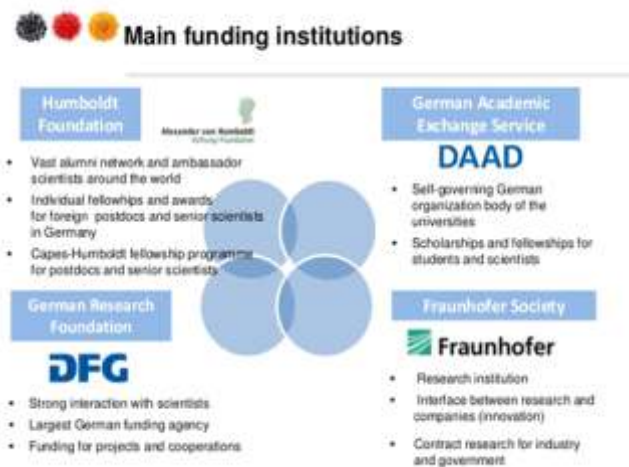 Main funding institutions
Humboldt
Foundation
Alexander von Humboldt
Stiftung/Foundation
• Vast alumni network and ambassador
scientists around the world
• Individual fellowhips and awards
for foreign postdocs and senior scientists
in Germany
• Capes-Humboldt fellowship programme
for postdocs and senior scientists
German Academic
Exchange Service
DAAD
• Self-governing German
organization body of the
universities
• Scholarships and fellowships for
students and scientists
German Research
Foundation
DFG
• Strong interaction with scientists
• Largest German funding agency
• Funding for projects and cooperations
Fraunhofer Society
Fraunhofer
• Research institution
• Interface between research and
companies (innovation)
• Contract research for industry
and government